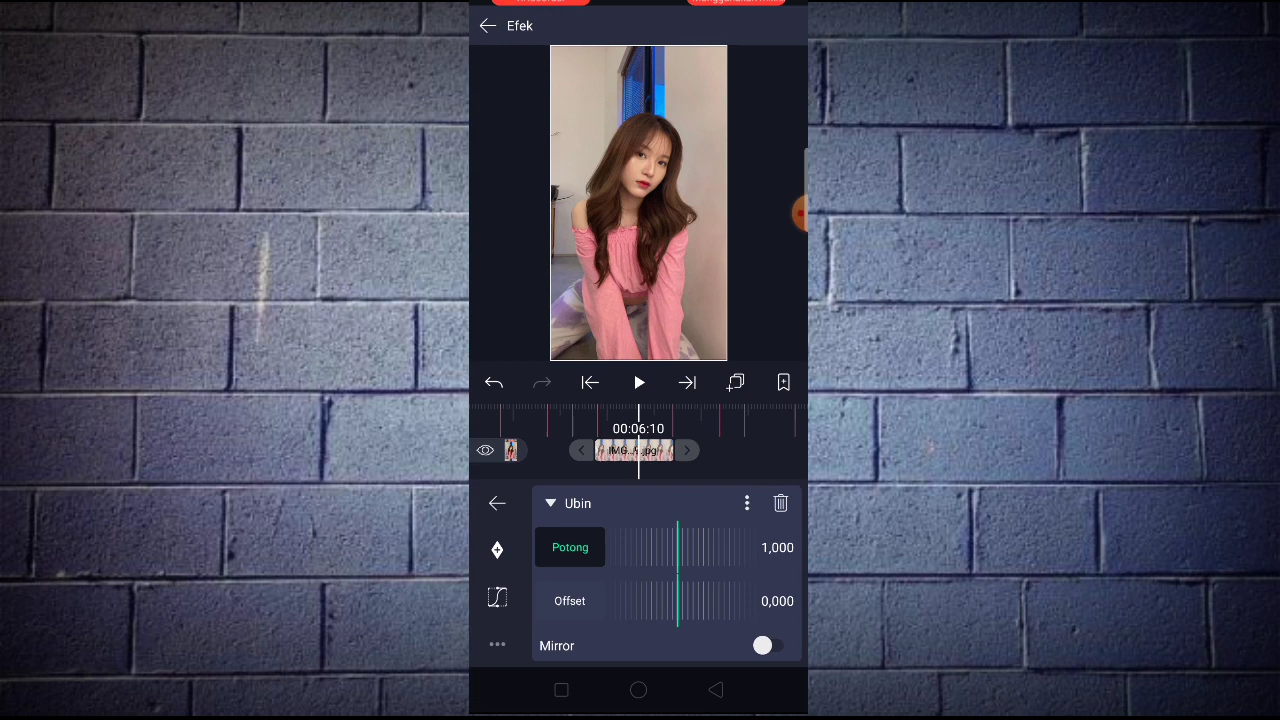 Efek
00:06:10
IMG...jpg
Ubin
Potong 1,000
Offset 0,000
Mirror